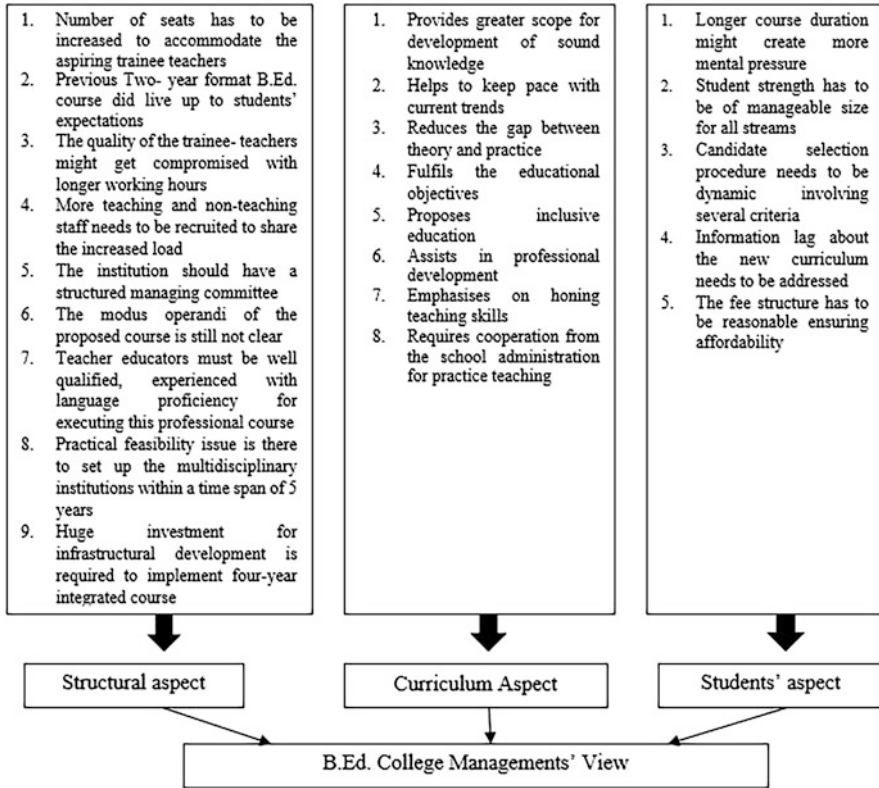 1. Number of seats has to be
increased to accommodate the
aspiring trainee teachers
2. Previous Two- year format B.Ed.
course did live up to students'
expectations
3. The quality of the trainee- teachers
might get compromised with
longer working hours
4. More teaching and non-teaching
staff needs to be recruited to share
the increased load
5. The institution should have a
structured managing committee
6. The modus operandi of the
proposed course is still not clear
7. Teacher educators must be well
qualified, experienced with
language proficiency for
executing this professional course
8. Practical feasibility issue is there
to set up the multidisciplinary
institutions within a time span of 5
years
9. Huge investment for
infrastructural development is
required to implement four-year
integrated course
1. Provides greater scope for
development of sound
knowledge
2. Helps to keep pace with
current trends
3. Reduces the gap between
theory and practice
4. Fulfils the educational
objectives
5. Proposes inclusive
education
6. Assists in professional
development
7. Emphasises on honing
teaching skills
8. Requires cooperation from
the school administration
for practice teaching
1. Longer course duration
might create more
mental pressure
2. Student strength has to
be of manageable size
for all streams
3. Candidate selection
procedure needs to be
dynamic involving
several criteria
4. Information lag about
the new curriculum
needs to be addressed
5. The fee structure has to
be reasonable ensuring
affordability
Structural aspect
Curriculum Aspect
Students' aspect
B.Ed. College Managements' View